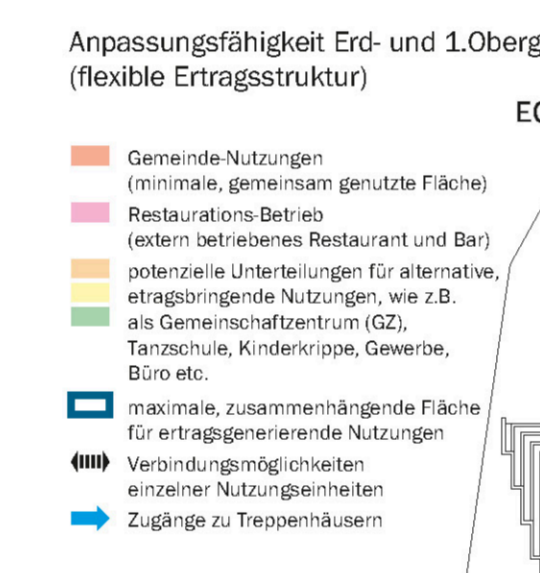 Anpassungsfähigkeit Erd- und 1.Oberg
(flexible Ertragsstruktur)
Gemeinde-Nutzungen
(minimale, gemeinsam genutzte Fläche)
Restaurations-Betrieb
(extern betriebenes Restaurant und Bar)
potenzielle Unterteilungen für alternative,
etragsbringende Nutzungen, wie z.B.
als Gemeinschaftzentrum (GZ),
Tanzschule, Kinderkrippe, Gewerbe,
Büro etc.
maximale, zusammenhängende Fläche
für ertragsgenerierende Nutzungen
Verbindungsmöglichkeiten
einzelner Nutzungseinheiten
Zugänge zu Treppenhäusern